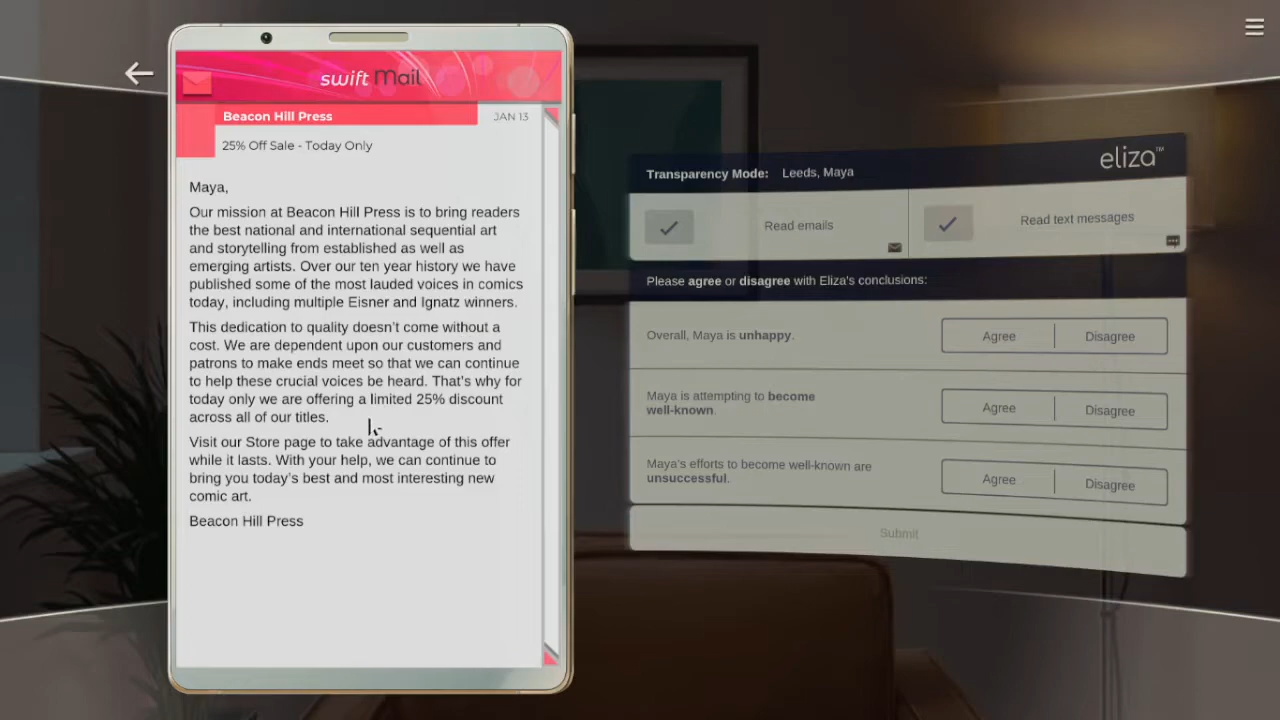 swift Mail
Beacon Hill Press
JAN 13
25% Off Sale - Today Only
Maya,
Our mission at Beacon Hill Press is to bring readers
the best national and international sequential art
and storytelling from established as well as
emerging artists. Over our ten year history we have
published some of the most lauded voices in comics
today, including multiple Eisner and Ignatz winners.
This dedication to quality doesn't come without a
cost. We are dependent upon our customers and
patrons to make ends meet so that we can continue
to help these crucial voices be heard. That's why for
today only we are offering a limited 25% discount
across all of our titles.
Visit our Store page to take advantage of this offer
while it lasts. With your help, we can continue to
bring you today's best and most interesting new
comic art.
Beacon Hill Press
eliza™
Transparency Mode: Leeds, Maya
Read emails
Read text messages
Please agree or disagree with Eliza's conclusions:
Overall, Maya is unhappy.
Agree
Disagree
Maya is attempting to become
well-known.
Agree
Disagree
Maya's efforts to become well-known are
unsuccessful.
Agree
Disagree
Submit